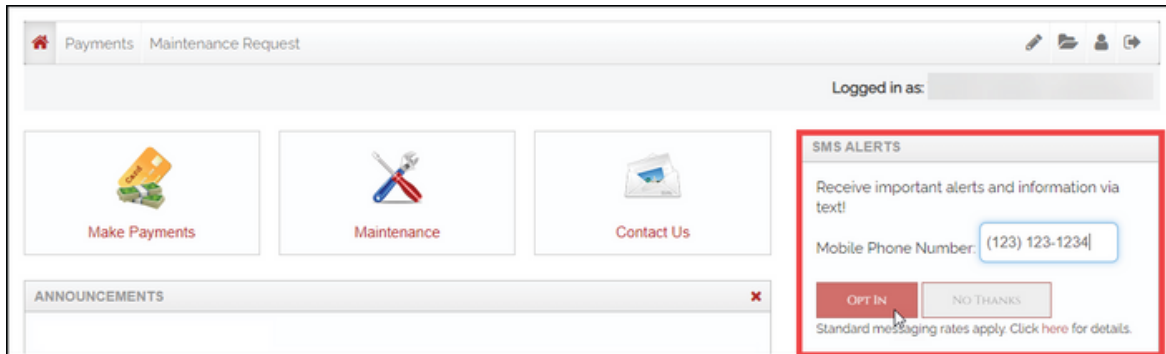 Payments Maintenance Request
Logged in as:
Card
Make Payments
Maintenance
Contact Us
SMS ALERTS
Receive important alerts and information via
text!
Mobile Phone Number: (123) 123-1234
OPT IN NO THANKS
Standard messaging rates apply. Click here for details.
ANNOUNCEMENTS